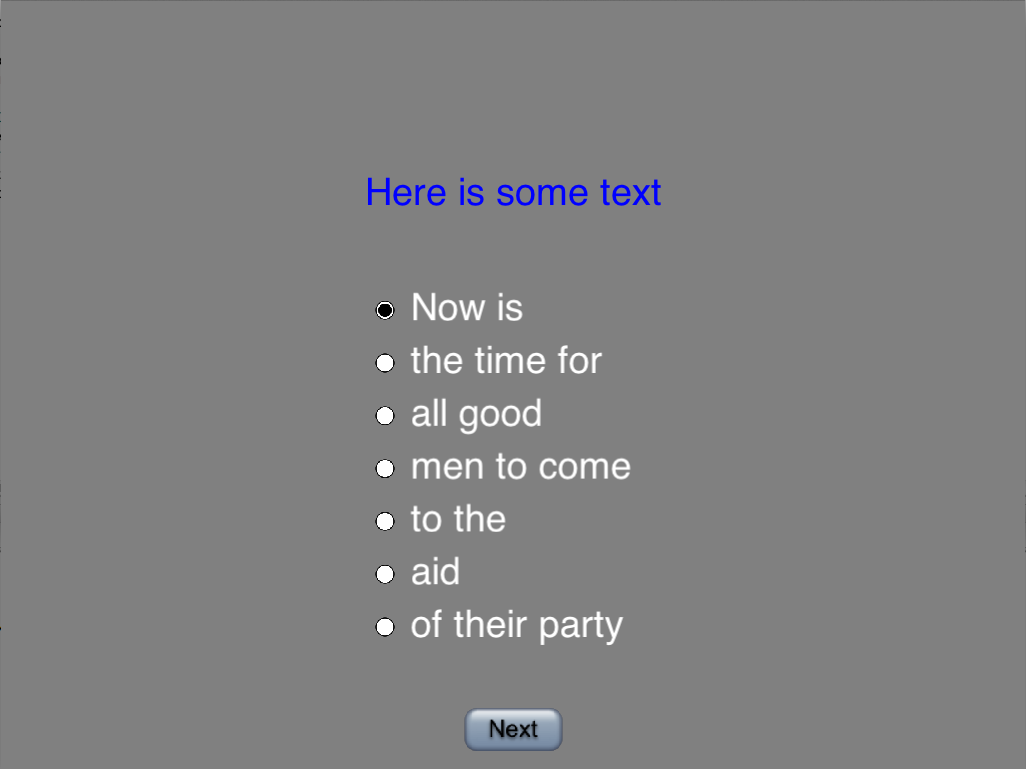 Here is some text
Now is
the time for
all good
men to come
to the
aid
of their party
Next